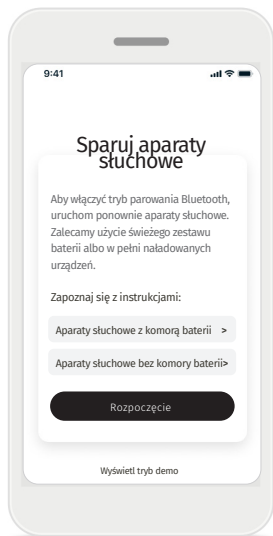 9:41
Sparuj aparaty
słuchowe
Aby włączyć tryb parowania Bluetooth,
uruchom ponownie aparaty słuchowe.
Zalecamy użycie świeżego zestawu
baterii albo w pełni naładowanych
urządzeń.
Zapoznaj się z instrukcjami:
Aparaty słuchowe z komorą baterii >
Aparaty słuchowe bez komory baterii>
Rozpoczęcie
Wyświetl tryb demo